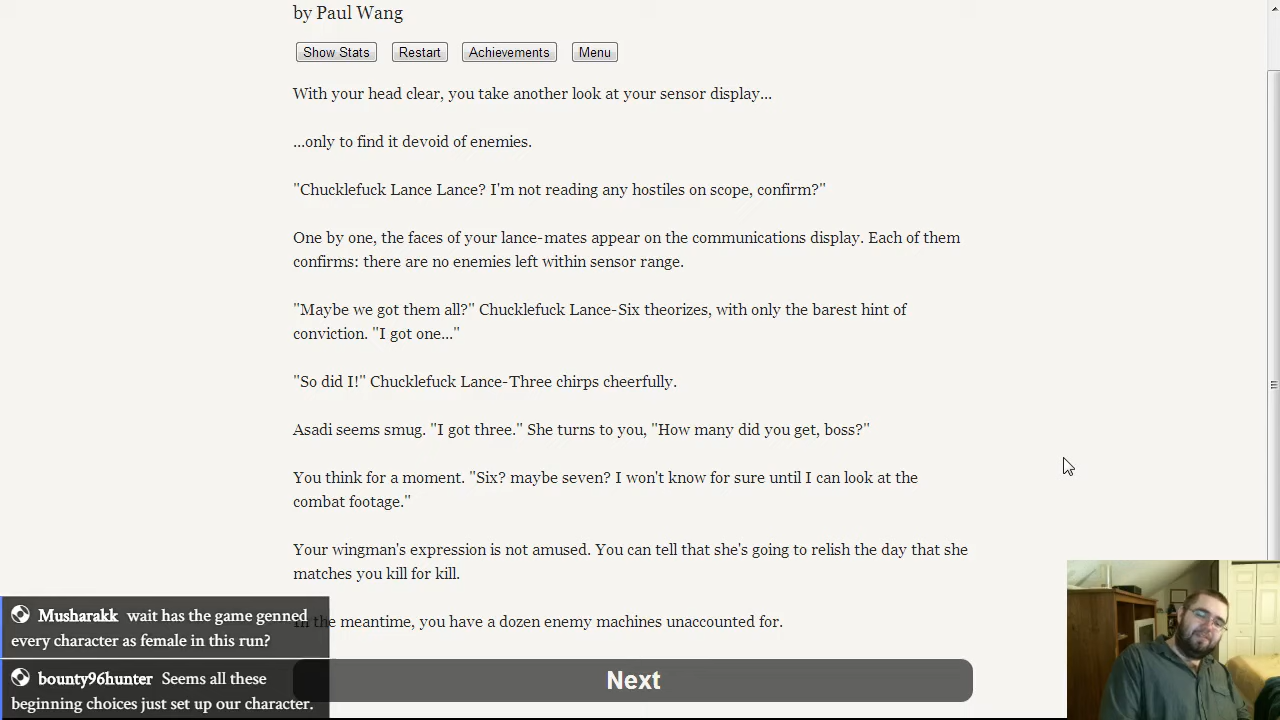 by Paul Wang
Show Stats Restart Achievements Menu
With your head clear, you take another look at your sensor display...
...only to find it devoid of enemies.
"Chucklefuck Lance Lance? I'm not reading any hostiles on scope, confirm?"
One by one, the faces of your lance-mates appear on the communications display. Each of them
confirms: there are no enemies left within sensor range.
"Maybe we got them all?" Chucklefuck Lance-Six theorizes, with only the barest hint of
conviction. "I got one..."
"So did I!" Chucklefuck Lance-Three chirps cheerfully.
Asadi seems smug. "I got three." She turns to you, "How many did you get, boss?"
You think for a moment. "Six? maybe seven? I won't know for sure until I can look at the
combat footage."
Your wingman's expression is not amused. You can tell that she's going to relish the day that she
matches you kill for kill.
In the meantime, you have a dozen enemy machines unaccounted for.
Next
Musharakk wait has the game genned
every character as female in this run?
bounty96hunter Seems all these
beginning choices just set up our character.